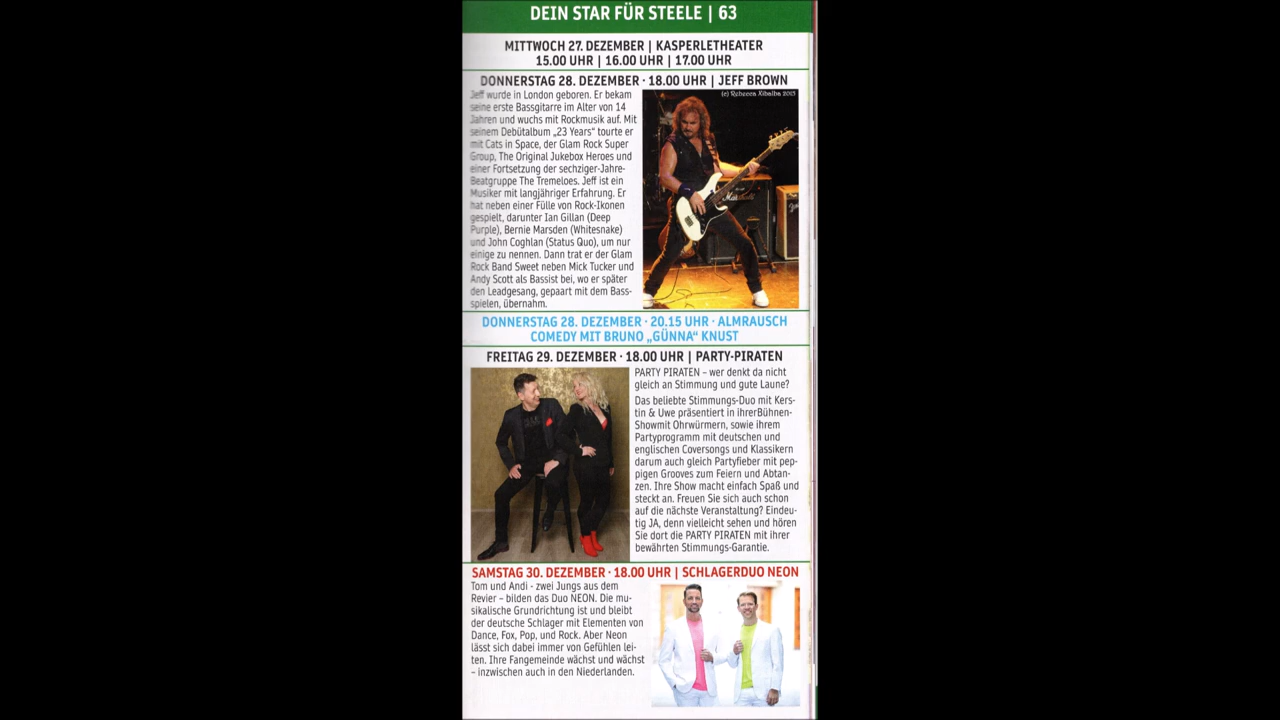 DEIN STAR FÜR STEELE | 63
MITTWOCH 27. DEZEMBER | KASPERLETHEATER
15.00 UHR | 16.00 UHR | 17.00 UHR
DONNERSTAG 28. DEZEMBER · 18.00 UHR | JEFF BROWN
Jeff wurde in London geboren. Er bekam
seine erste Bassgitarre im Alter von 14
Jahren und wuchs mit Rockmusik auf. Mit
seinem Debütalbum „23 Years“ tourte er
mit Cats in Space, der Glam Rock Super
Group, The Original Jukebox Heroes und
einer Fortsetzung der sechziger-Jahre-
Beatgruppe The Tremeloes. Jeff ist ein
Musiker mit langjähriger Erfahrung. Er
hat neben einer Fülle von Rock-Ikonen
gespielt, darunter Ian Gillan (Deep
Purple), Bernie Marsden (Whitesnake)
und John Coghlan (Status Quo), um nur
einige zu nennen. Dann trat er der Glam
Rock Band Sweet neben Mick Tucker und
Andy Scott als Bassist bei, wo er später
den Leadgesang, gepaart mit dem Bass-
spielen, übernahm.
(c) Rebecca Xibalba 2013
Marshall
DONNERSTAG 28. DEZEMBER · 20.15 UHR · ALMRAUSCH
COMEDY MIT BRUNO „GÜNNA“ KNUST
FREITAG 29. DEZEMBER · 18.00 UHR | PARTY-PIRATEN
PARTY PIRATEN – wer denkt da nicht
gleich an Stimmung und gute Laune?
Das beliebte Stimmungs-Duo mit Kers-
tin & Uwe präsentiert in ihrerBühnen-
Showmit Ohrwürmern, sowie ihrem
Partyprogramm mit deutschen und
englischen Coversongs und Klassikern
darum auch gleich Partyfieber mit pep-
pigen Grooves zum Feiern und Abtan-
zen. Ihre Show macht einfach Spaß und
steckt an. Freuen Sie sich auch schon
auf die nächste Veranstaltung? Eindeu-
tig JA, denn vielleicht sehen und hören
Sie dort die PARTY PIRATEN mit ihrer
bewährten Stimmungs-Garantie.
SAMSTAG 30. DEZEMBER · 18.00 UHR | SCHLAGERDUO NEON
Tom und Andi - zwei Jungs aus dem
Revier – bilden das Duo NEON. Die mu-
sikalische Grundrichtung ist und bleibt
der deutsche Schlager mit Elementen von
Dance, Fox, Pop, und Rock. Aber Neon
lässt sich dabei immer von Gefühlen lei-
ten. Ihre Fangemeinde wächst und wächst
– inzwischen auch in den Niederlanden.